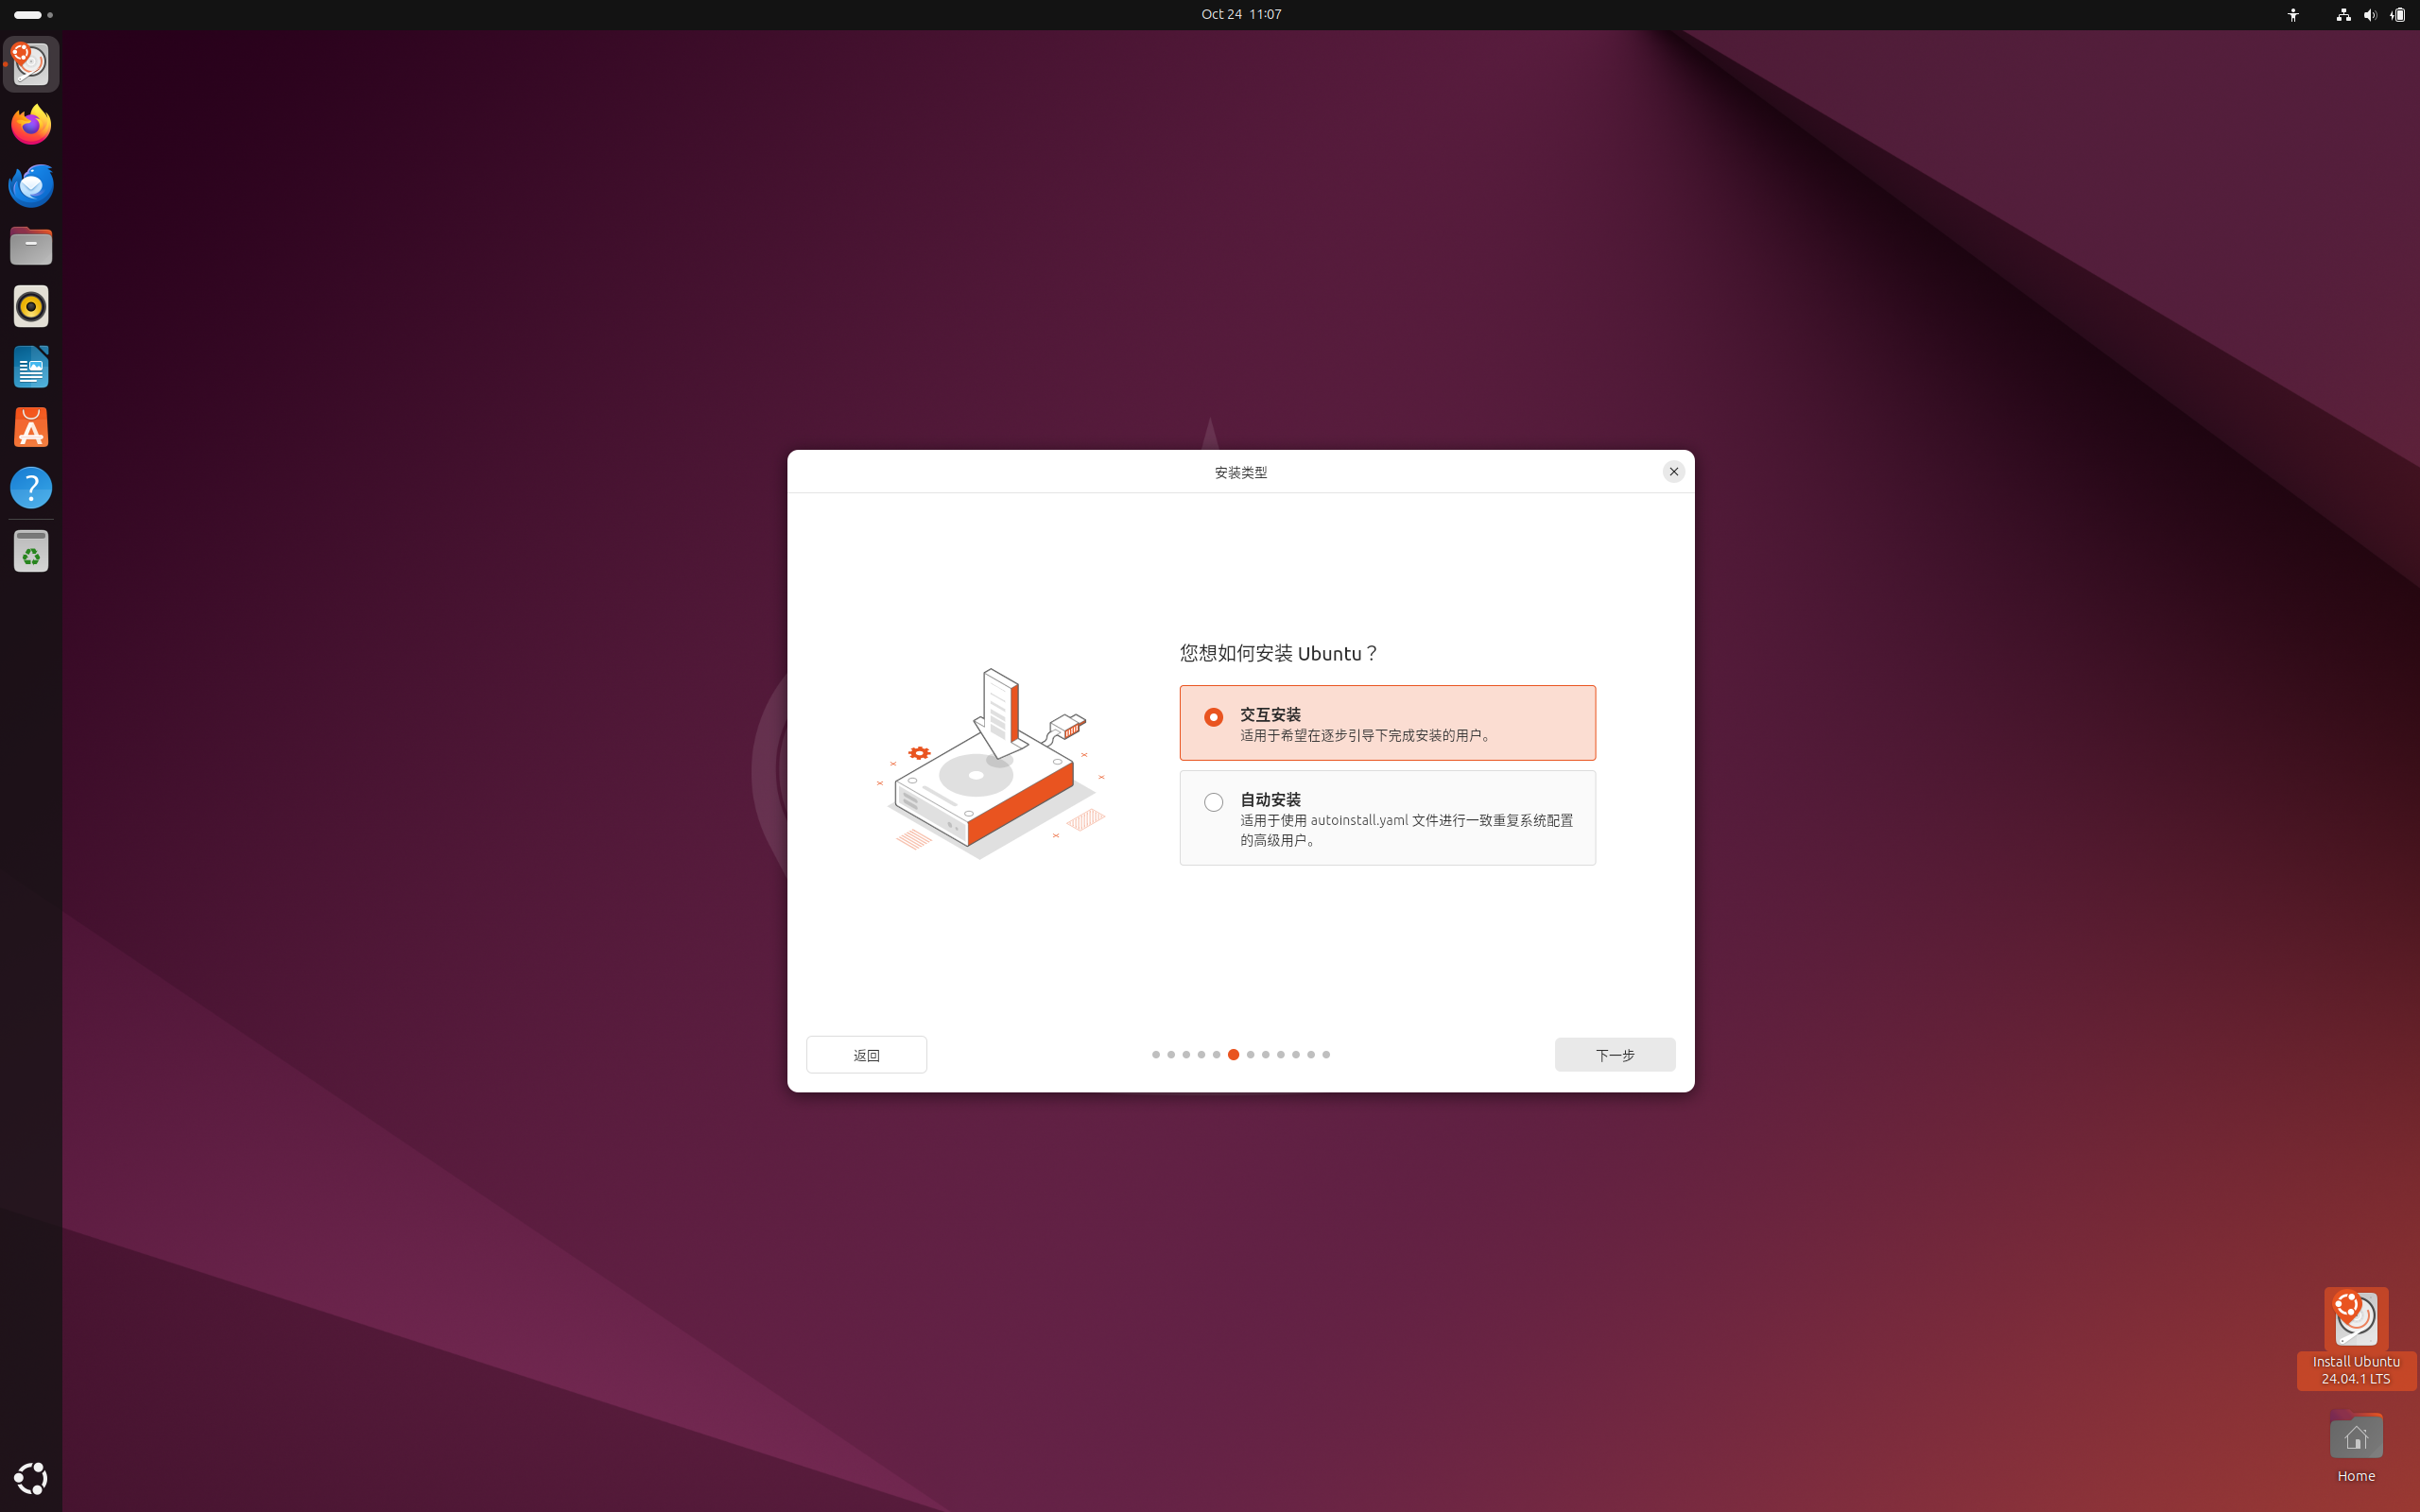 Oct 24 11:07
安装类型
您想如何安装 Ubuntu？
交互安装
适用于希望在逐步引导下完成安装的用户。
自动安装
适用于使用 autoinstall.yaml 文件进行一致重复系统配置
的高级用户。
返回
下一步
Install Ubuntu
24.04.1 LTS
Home